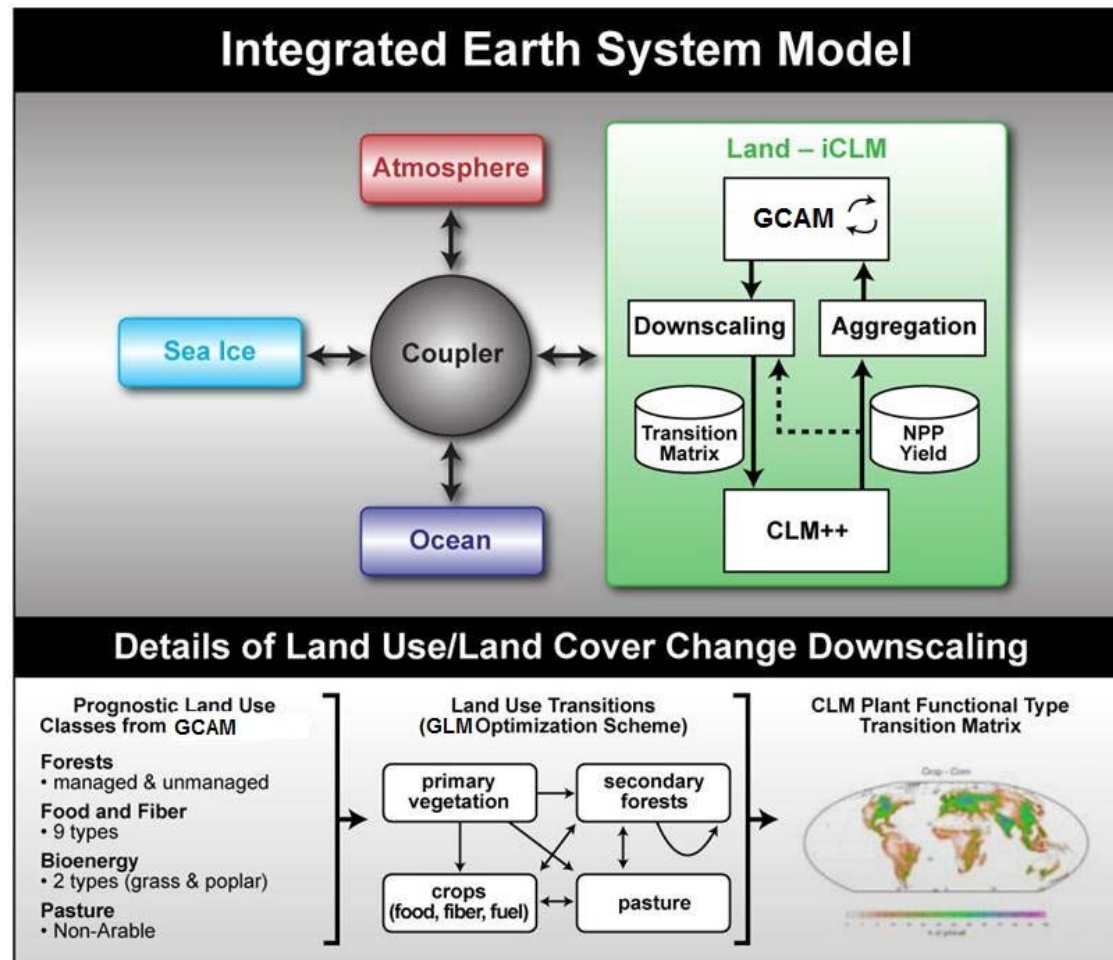 Integrated Earth System Model
Atmosphere
Sea Ice
Coupler
Ocean
Land – iCLM
GCAM
Downscaling
Aggregation
Transition
Matrix
NPP
Yield
CLM++
Details of Land Use/Land Cover Change Downscaling
Prognostic Land Use
Classes from GCAM
Forests
• managed & unmanaged
Food and Fiber
• 9 types
Bioenergy
• 2 types (grass & poplar)
Pasture
• Non-Arable
Land Use Transitions
(GLM Optimization Scheme)
primary
vegetation
secondary
forests
crops
(food, fiber, fuel)
pasture
CLM Plant Functional Type
Transition Matrix
Crop - Corn